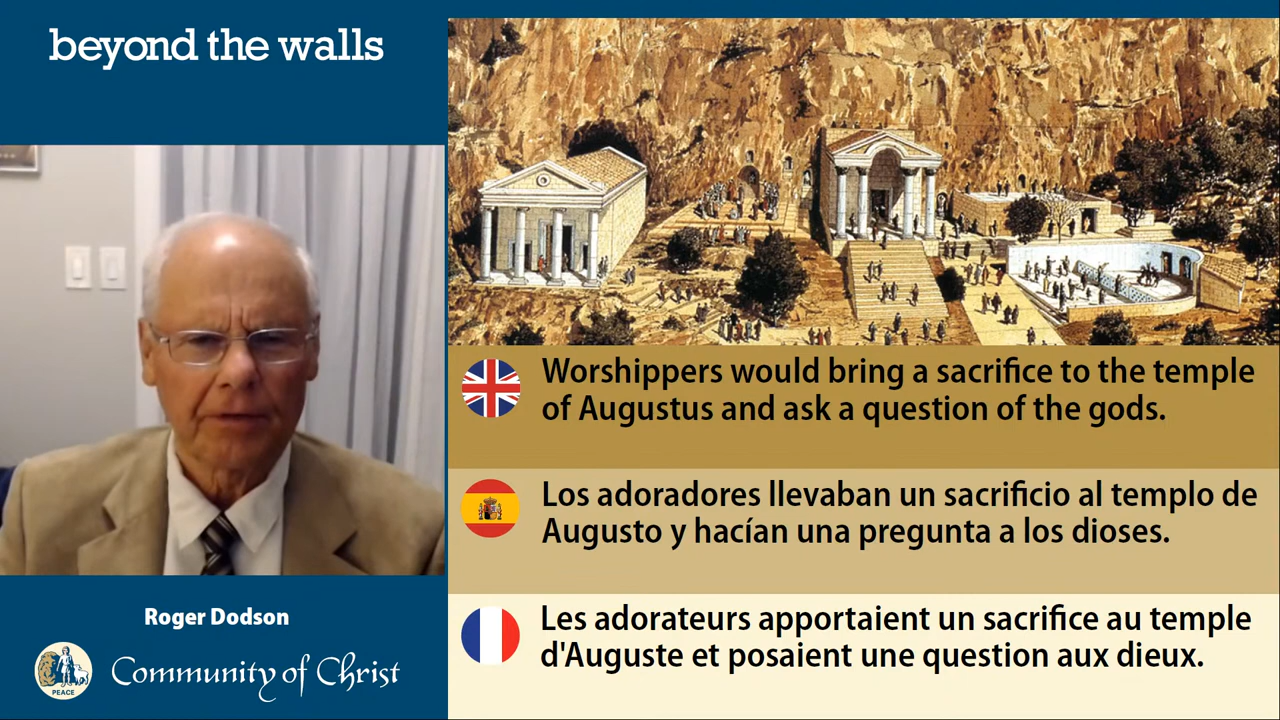 beyond the walls
Worshippers would bring a sacrifice to the temple
of Augustus and ask a question of the gods.
Los adoradores llevaban un sacrificio al templo de
Augusto y hacían una pregunta a los dioses.
Les adorateurs apportaient un sacrifice au temple
d'Auguste et posaient une question aux dieux.
Roger Dodson
PEACE
Community of Christ